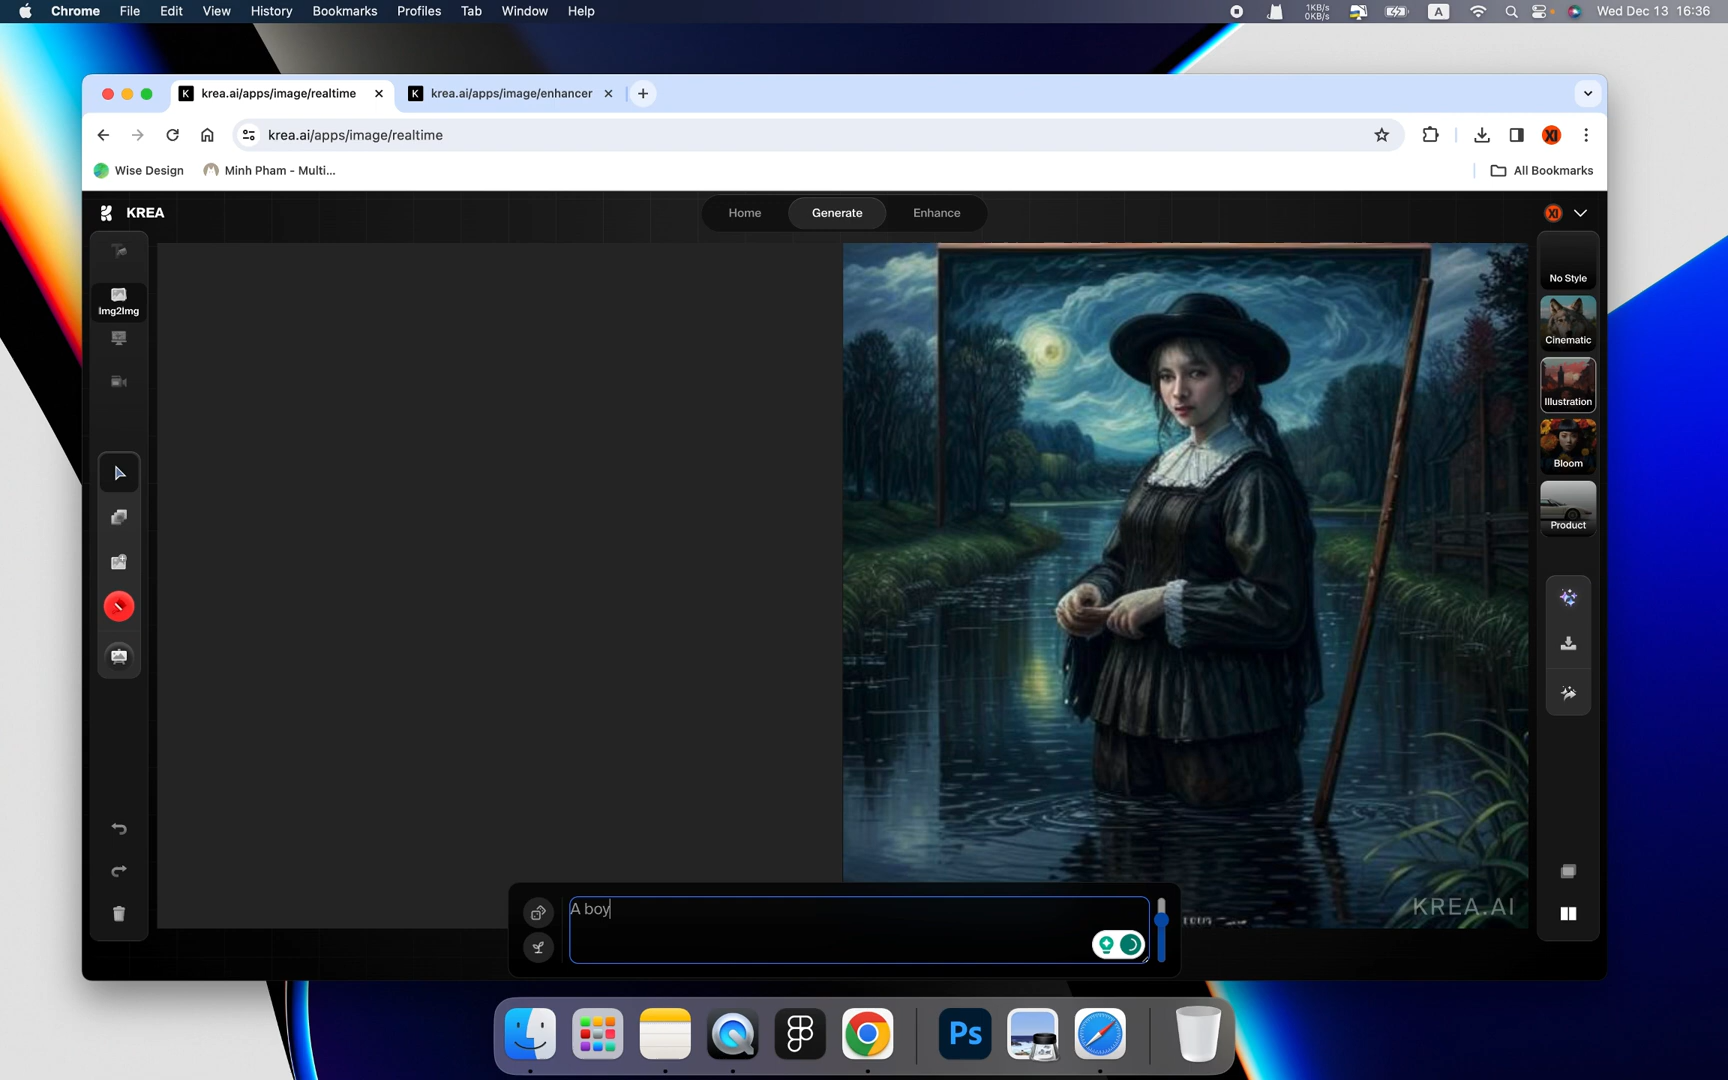 Chrome File Edit View History Bookmarks Profiles Tab Window Help
1KB/s
0KB/s
A
Wed Dec 13 16:36
krea.ai/apps/image/realtime
krea.ai/apps/image/enhancer
krea.ai/apps/image/realtime
XI
Wise Design
Minh Pham - Multi...
All Bookmarks
KREA
Home
Generate
Enhance
XI
Img2Img
No Style
Cinematic
Illustration
Bloom
Product
A boy
KREA.AI
Ps